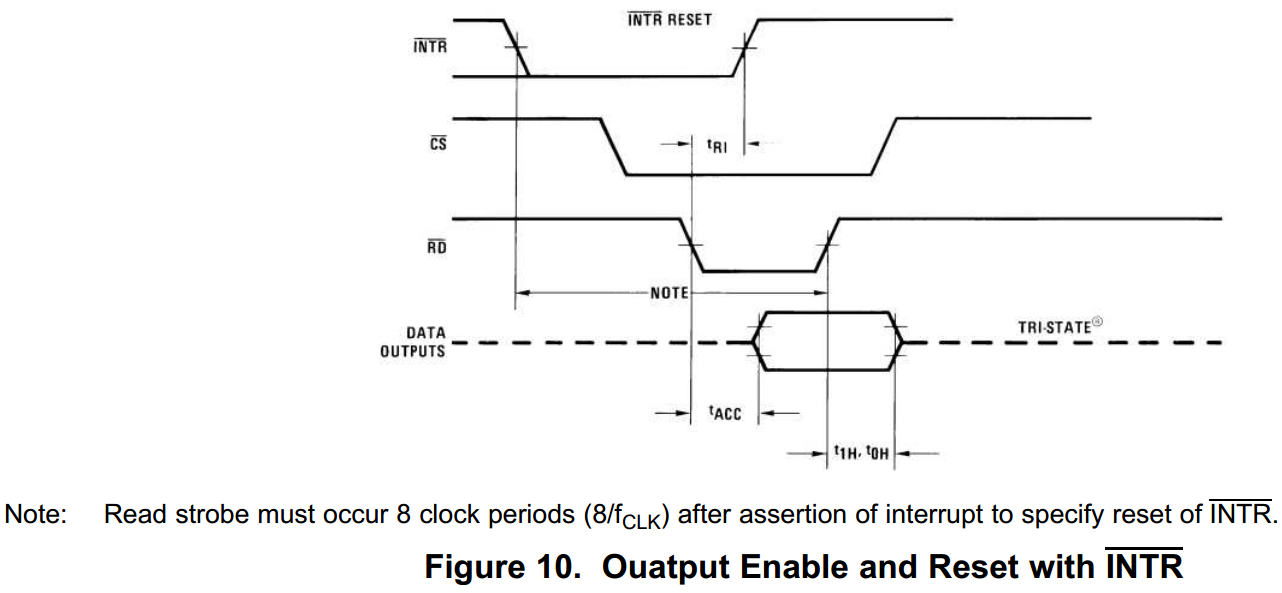 INTR RESET
INTR
CS
tRI
RD
NOTE
DATA
OUTPUTS
TRI-STATE®
tACC
t1H, t0H
Note: Read strobe must occur 8 clock periods (8/fCLK) after assertion of interrupt to specify reset of INTR.
Figure 10. Ouatput Enable and Reset with INTR